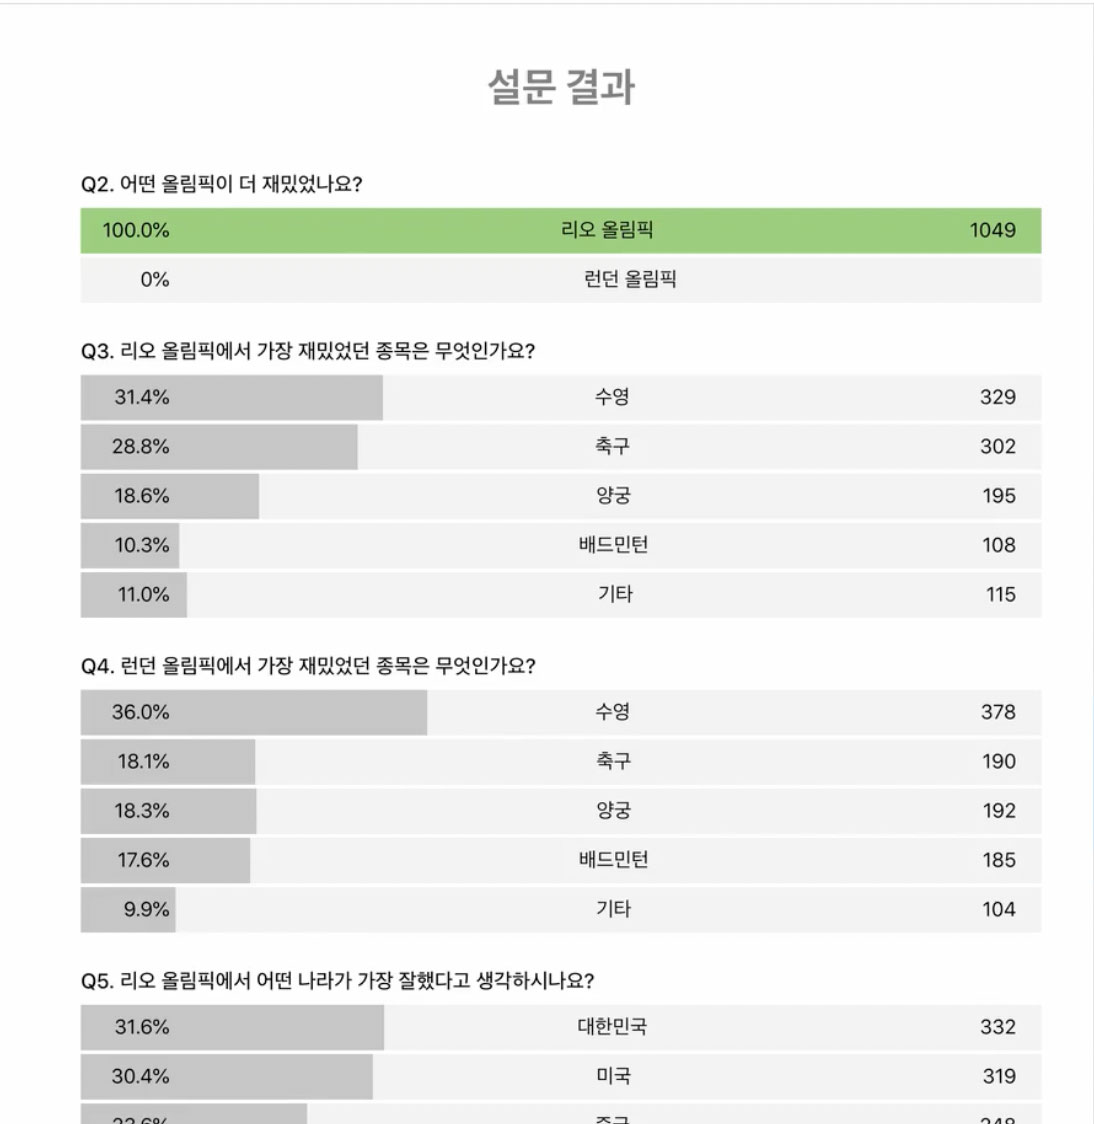 설문 결과
Q2. 어떤 올림픽이 더 재밌었나요?
100.0% 리오 올림픽 1049
0% 런던 올림픽
Q3. 리오 올림픽에서 가장 재밌었던 종목은 무엇인가요?
31.4% 수영 329
28.8% 축구 302
18.6% 양궁 195
10.3% 배드민턴 108
11.0% 기타 115
Q4. 런던 올림픽에서 가장 재밌었던 종목은 무엇인가요?
36.0% 수영 378
18.1% 축구 190
18.3% 양궁 192
17.6% 배드민턴 185
9.9% 기타 104
Q5. 리오 올림픽에서 어떤 나라가 가장 잘했다고 생각하시나요?
31.6% 대한민국 332
30.4% 미국 319